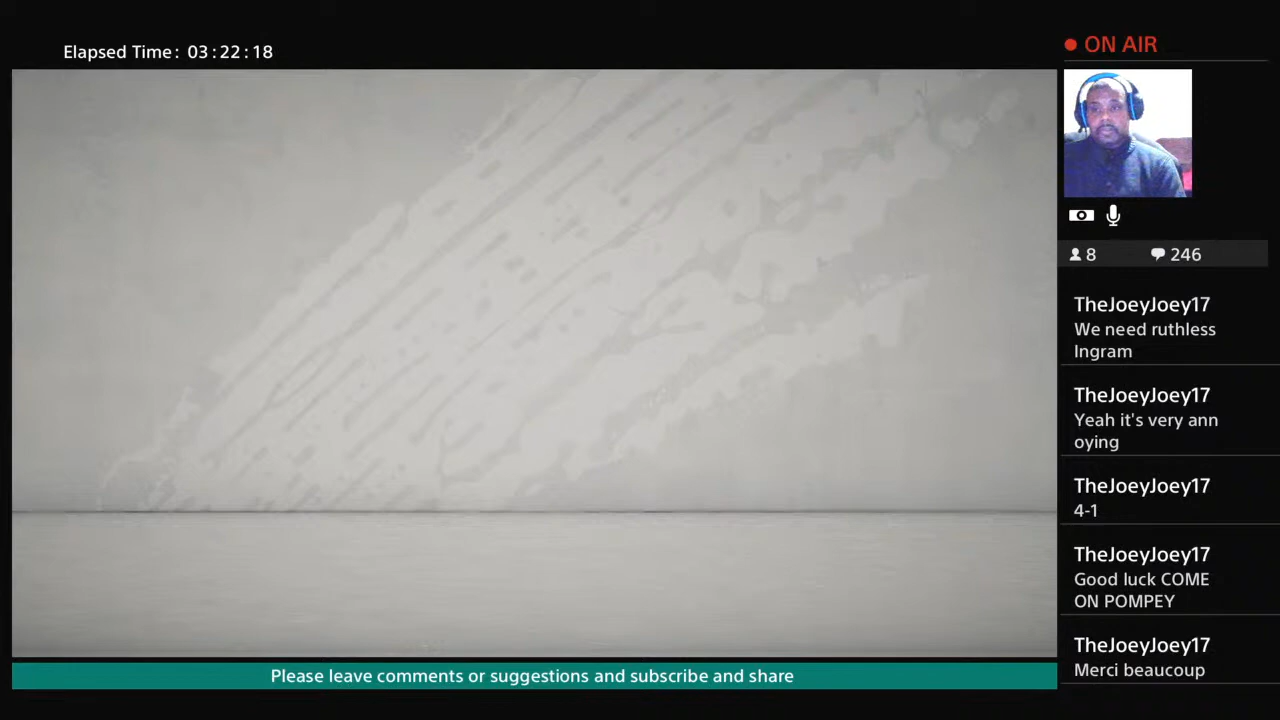 Elapsed Time: 03:22:18
ON AIR
8 246
TheJoeyJoey17
We need ruthless
Ingram
TheJoeyJoey17
Yeah it's very ann
oying
TheJoeyJoey17
4-1
TheJoeyJoey17
Good luck COME
ON POMPEY
TheJoeyJoey17
Merci beaucoup
Please leave comments or suggestions and subscribe and share